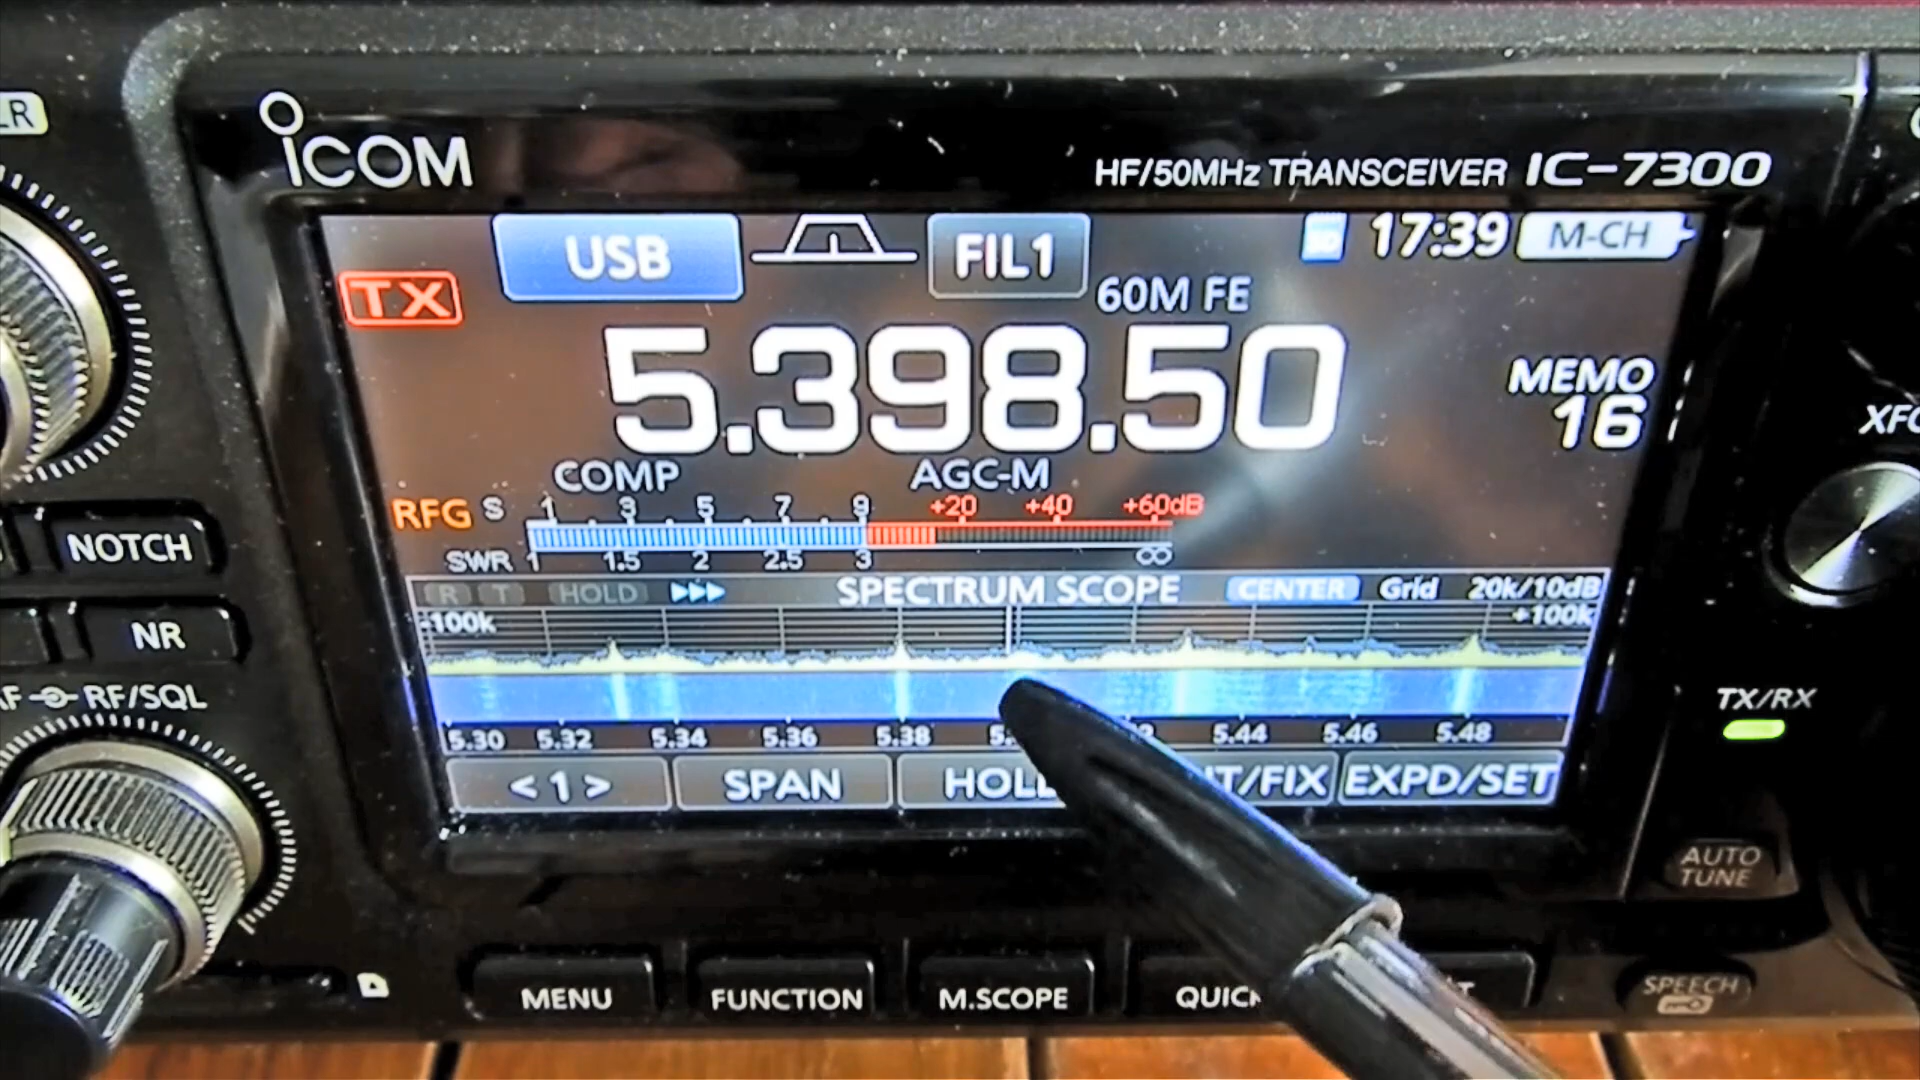 ICOM
HF/50MHz TRANSCEIVER IC-7300
USB FIL1 17:39 M-CH
TX 60M FE
5.398.50
MEMO
16
COMP AGC-M
RFG S 1 3 5 7 9 +20 +40 +60dB
SWR 1 1.5 2 2.5 3 ∞
R T HOLD SPECTRUM SCOPE CENTER Grid 20k/10dB
-100k +100k
5.30 5.32 5.34 5.36 5.38 5.44 5.46 5.48
< 1 > SPAN HOLD EXPD/SET
NOTCH
NR
RF/SQL
TX/RX
AUTO
TUNE
SPEECH
MENU FUNCTION M.SCOPE QUICK